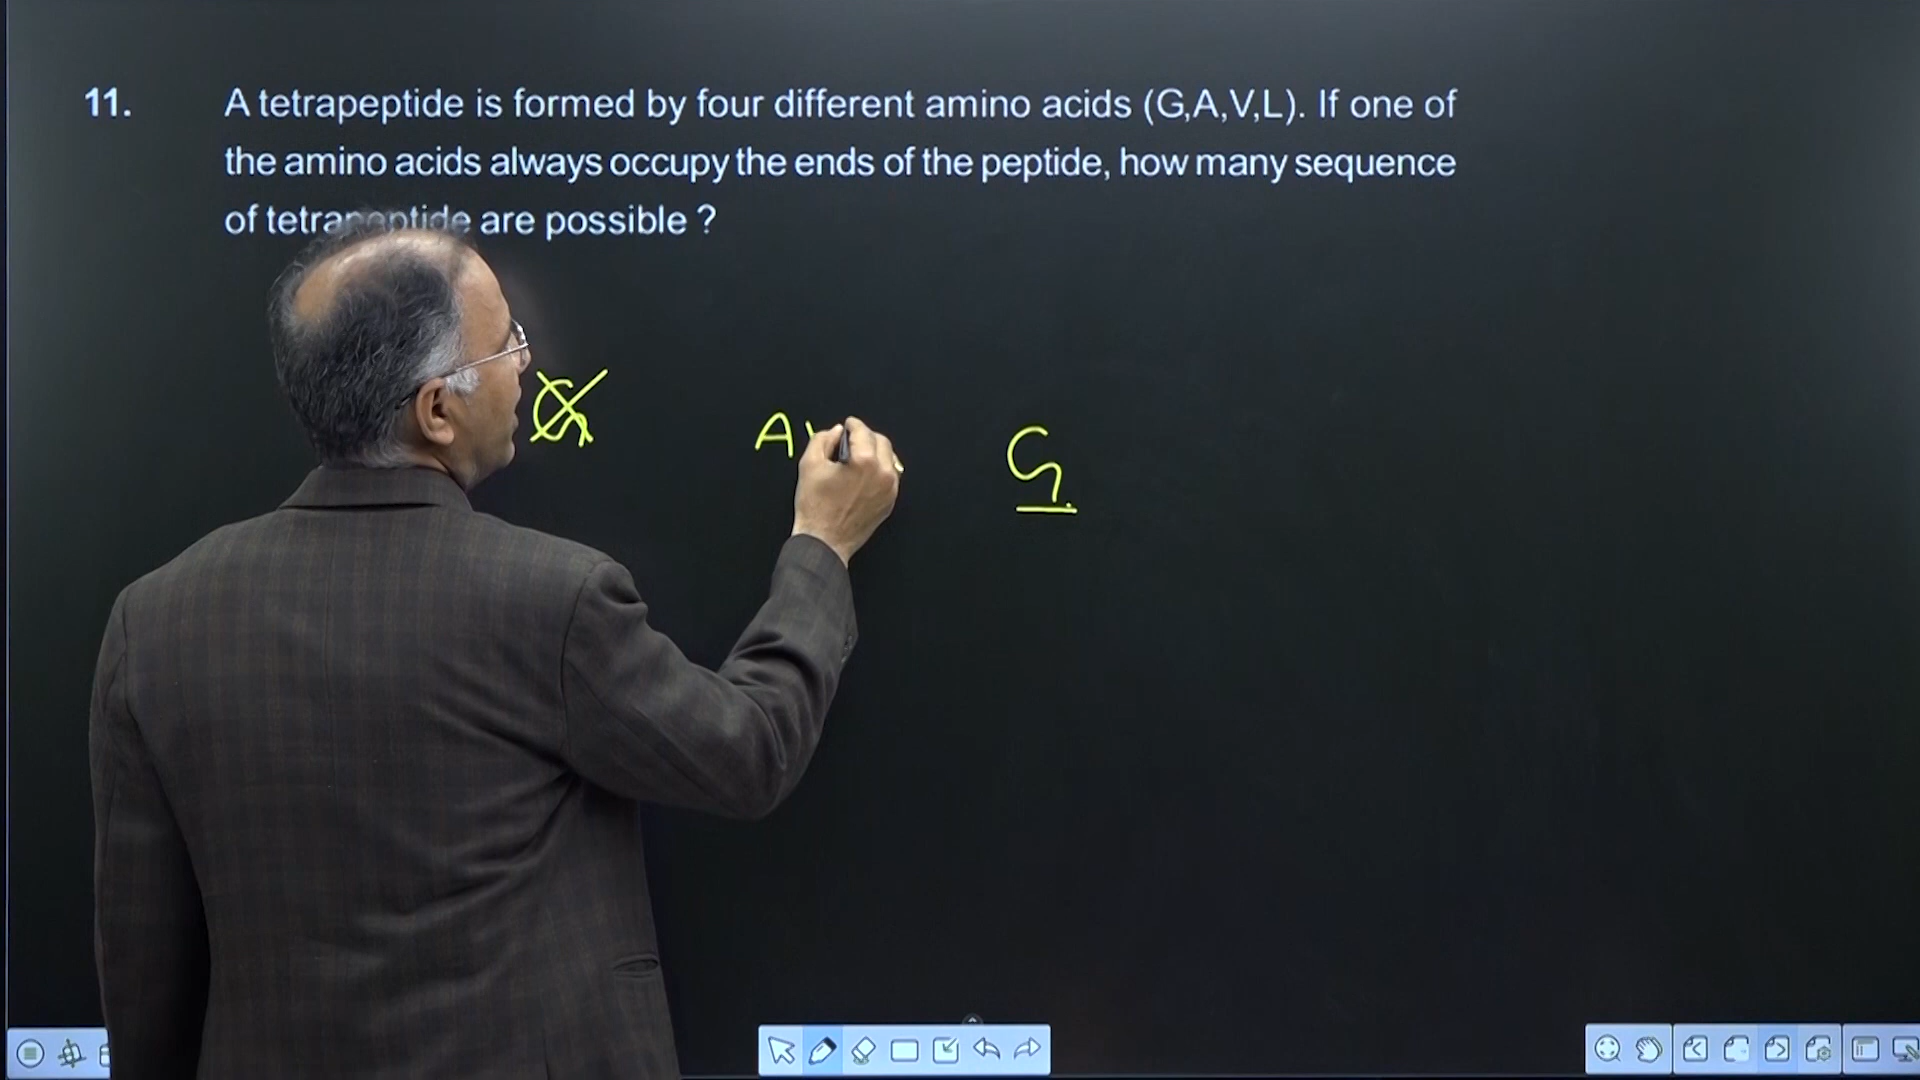 11. A tetrapeptide is formed by four different amino acids (G,A,V,L). If one of
the amino acids always occupy the ends of the peptide, how many sequence
of tetrapeptide are possible ?
G A G